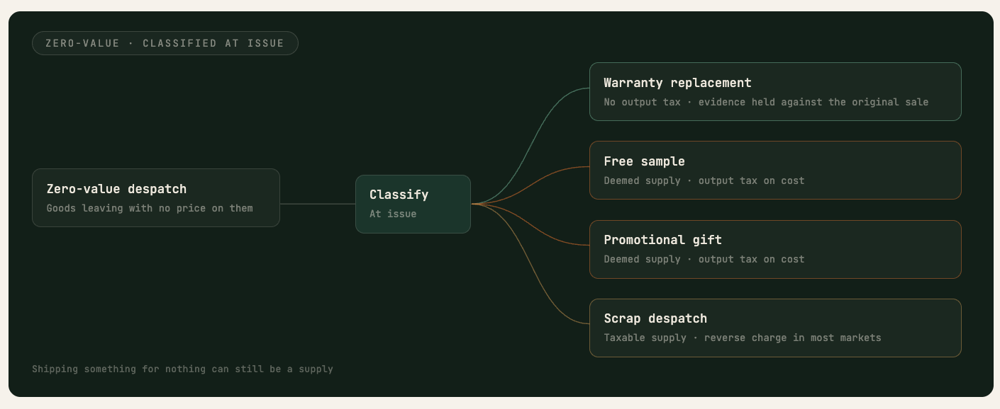 ZERO-VALUE · CLASSIFIED AT ISSUE
Zero-value despatch
Goods leaving with no price on them
Classify
At issue
Warranty replacement
No output tax · evidence held against the original sale
Free sample
Deemed supply · output tax on cost
Promotional gift
Deemed supply · output tax on cost
Scrap despatch
Taxable supply · reverse charge in most markets
Shipping something for nothing can still be a supply